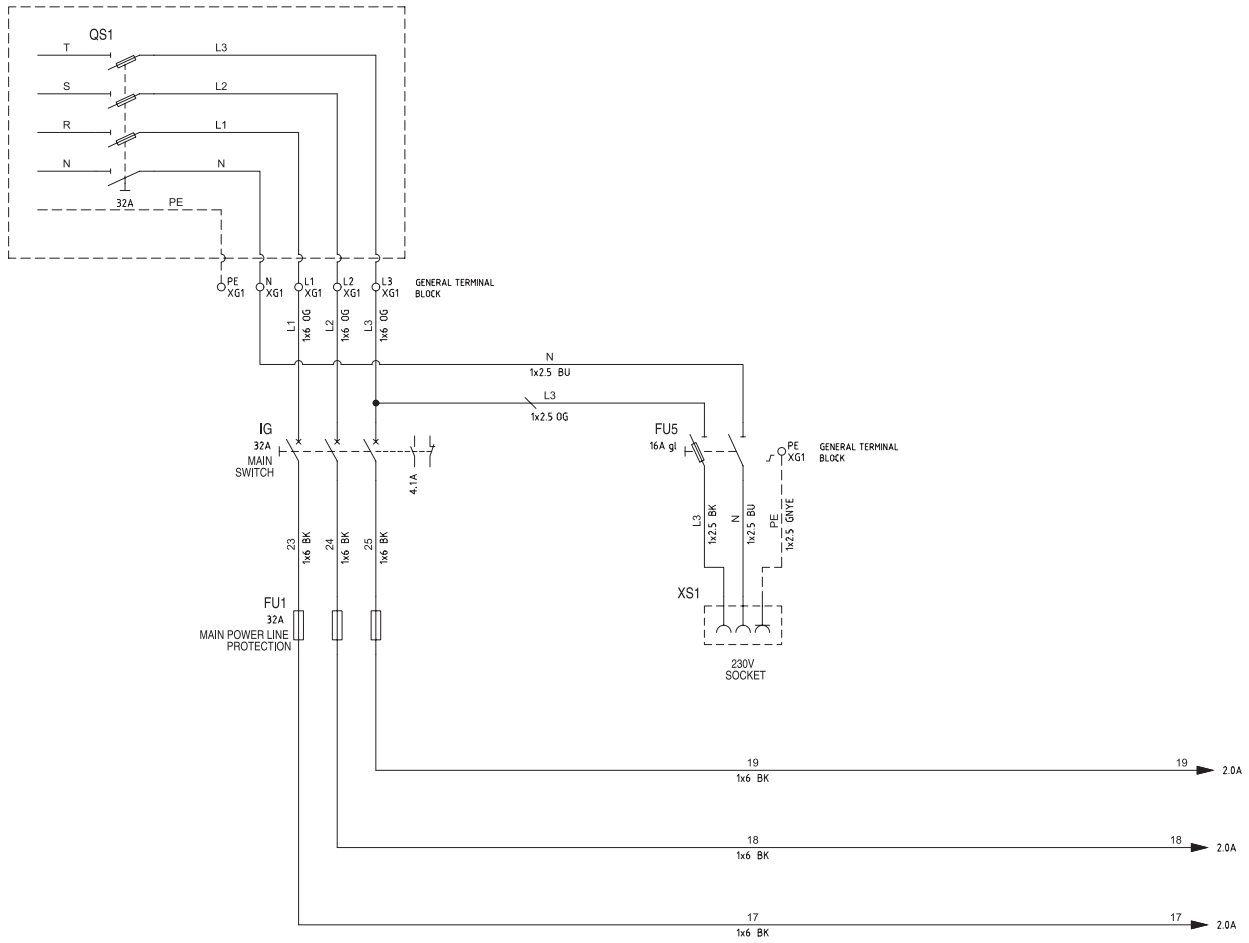 QS1
T L3
S L2
R L1
N N
32A PE
PE XG1
N XG1
L1 XG1
L2 XG1
L3 XG1
GENERAL TERMINAL
BLOCK
L1 1x6 OG
L2 1x6 OG
L3 1x6 OG
N
1x2.5 BU
L3
1x2.5 OG
IG
32A
MAIN
SWITCH
4.1A
FU5
16A gl
PE
XG1
GENERAL TERMINAL
BLOCK
L3 1x2.5 BK
N 1x2.5 BU
PE 1x2.5 GNYE
23 1x6 BK
24 1x6 BK
25 1x6 BK
XS1
FU1
32A
MAIN POWER LINE
PROTECTION
230V
SOCKET
19 19
1x6 BK 2.0A
18 18
1x6 BK 2.0A
17 17
1x6 BK 2.0A